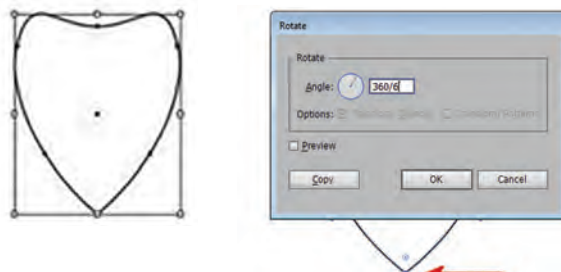 Rotate
Rotate
Angle: 360/6
Options:
Preview
Copy OK Cancel